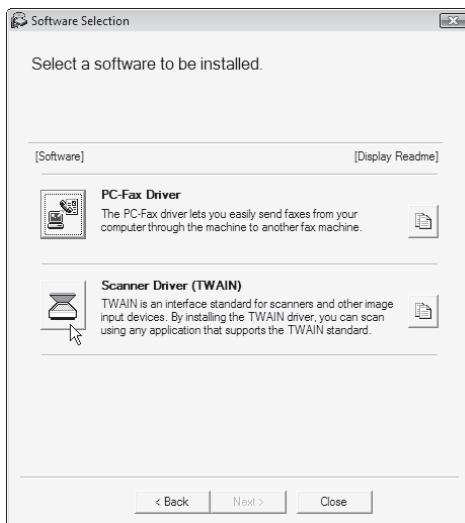 Software Selection
Select a software to be installed.
[Software] [Display Readme]
PC-Fax Driver
The PC-Fax driver lets you easily send faxes from your
computer through the machine to another fax machine.
Scanner Driver (TWAIN)
TWAIN is an interface standard for scanners and other image
input devices. By installing the TWAIN driver, you can scan
using any application that supports the TWAIN standard.
< Back Next > Close